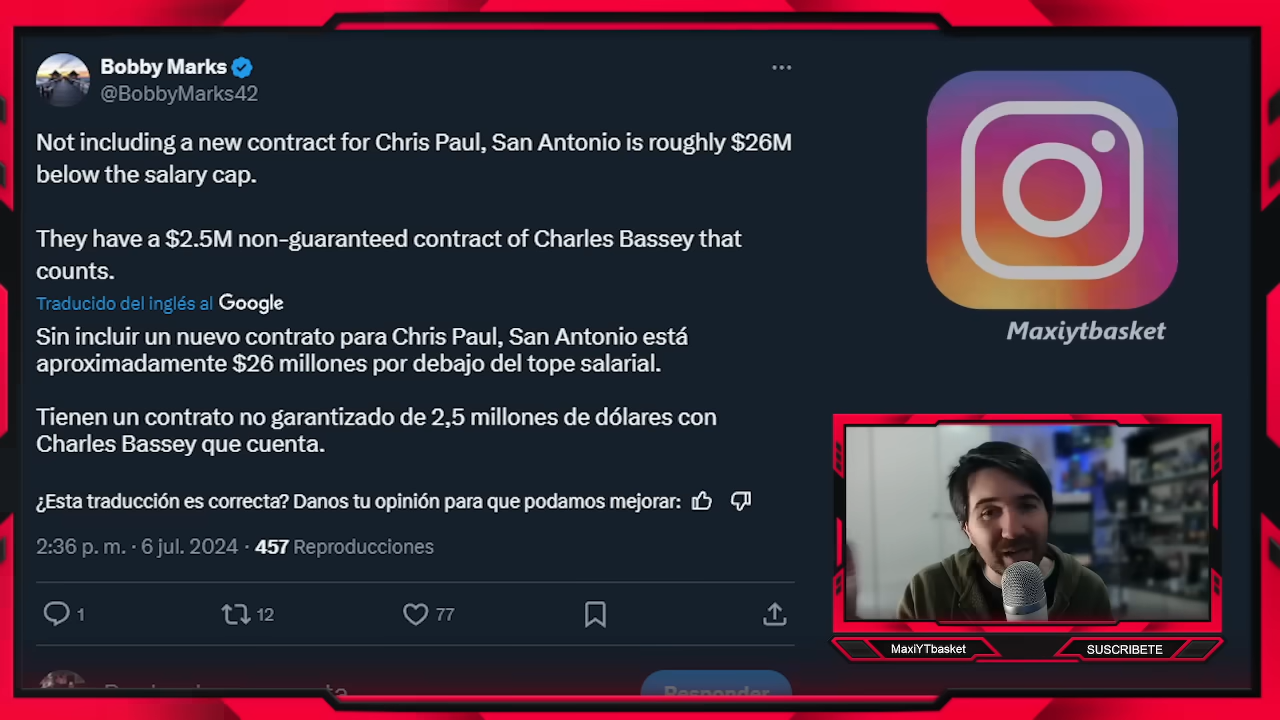 Bobby Marks
@BobbyMarks42
Not including a new contract for Chris Paul, San Antonio is roughly $26M
below the salary cap.
They have a $2.5M non-guaranteed contract of Charles Bassey that
counts.
Traducido del inglés al Google
Sin incluir un nuevo contrato para Chris Paul, San Antonio está
aproximadamente $26 millones por debajo del tope salarial.
Tienen un contrato no garantizado de 2,5 millones de dólares con
Charles Bassey que cuenta.
¿Esta traducción es correcta? Danos tu opinión para que podamos mejorar:
2:36 p. m. · 6 jul. 2024 · 457 Reproducciones
1
12
77
Responder
Maxiytbasket
MaxiYTbasket
SUSCRIBETE